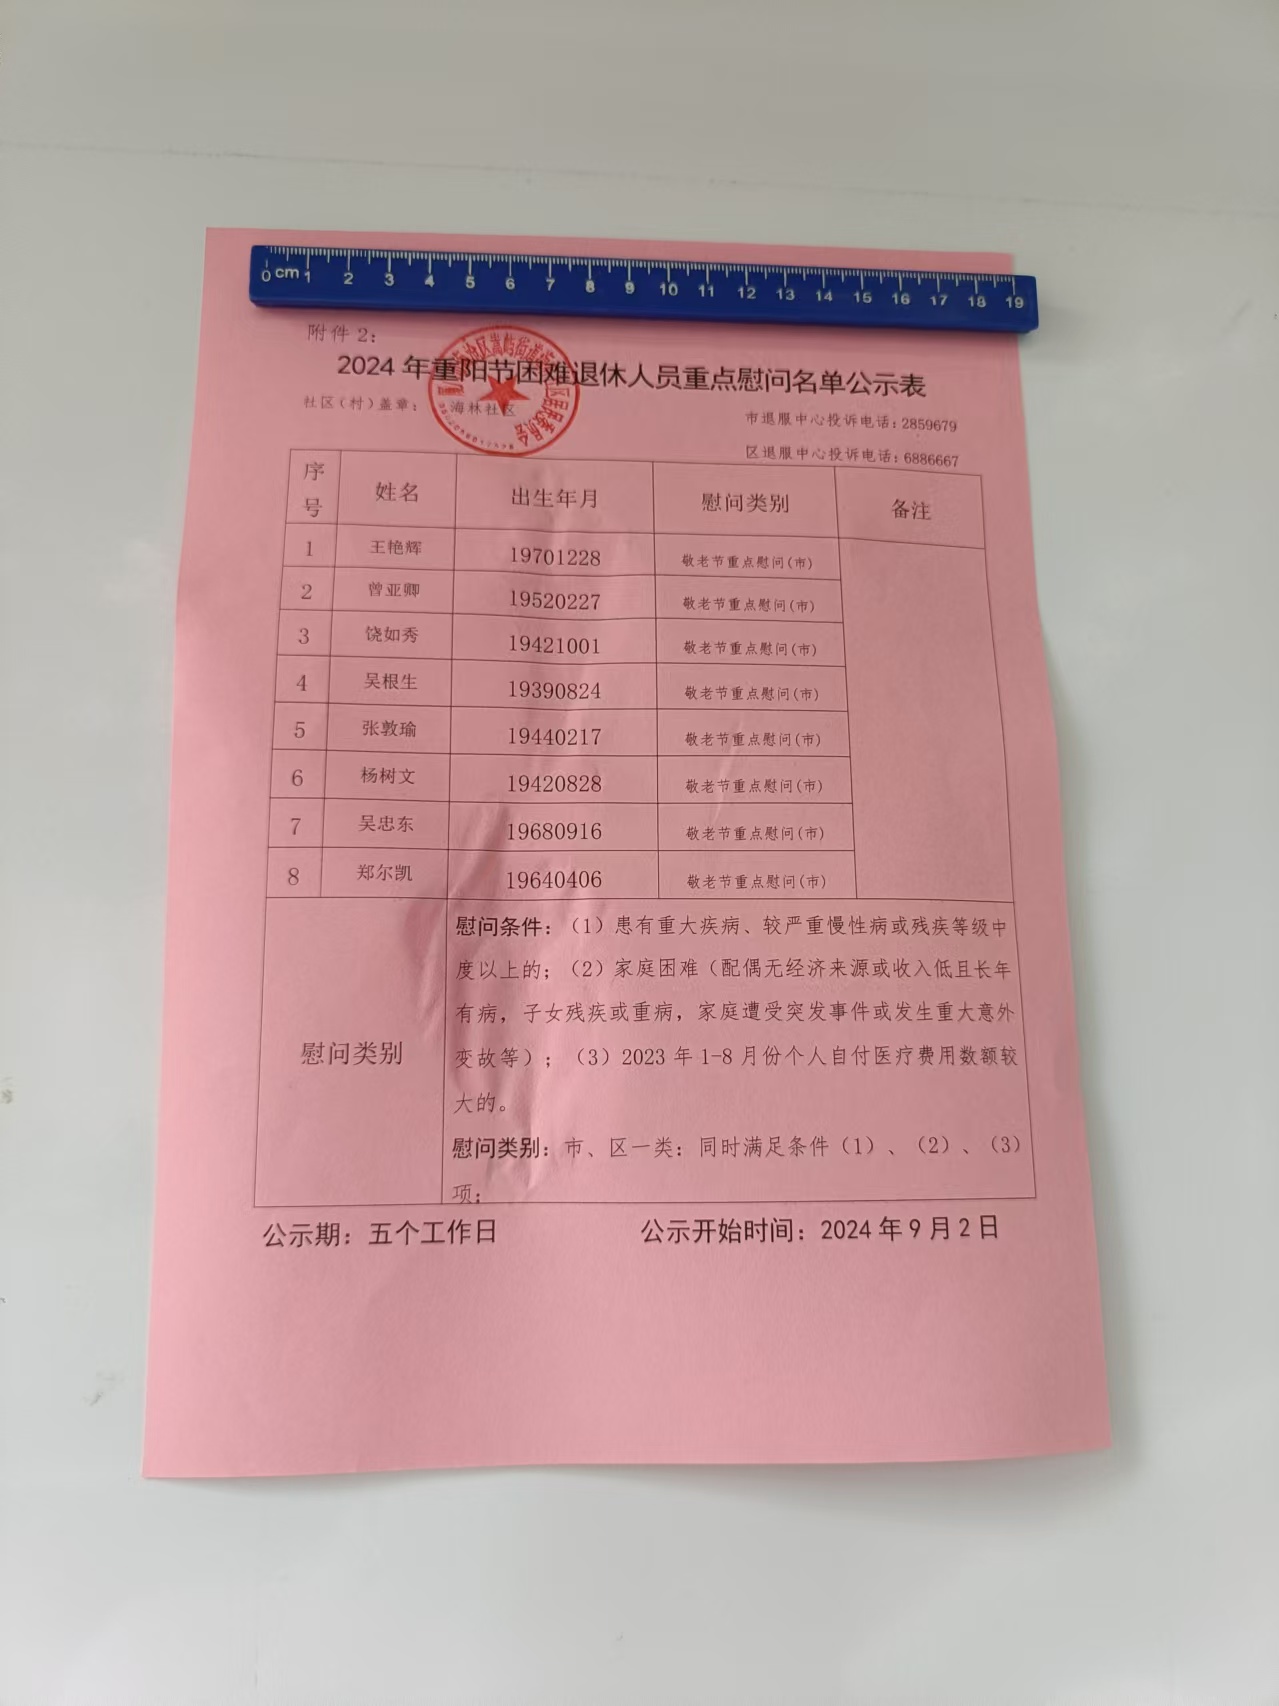 0 cm 1 2 3 4 5 6 7 8 9 10 11 12 13 14 15 16 17 18 19
附件 2：
2024 年重阳节困难退休人员重点慰问名单公示表
社区（村）盖章： 海林社区
市退服中心投诉电话：2859679
区退服中心投诉电话：6886667
序号 姓名 出生年月 慰问类别 备注
1 王艳辉 19701228 敬老节重点慰问(市)
2 曾亚卿 19520227 敬老节重点慰问(市)
3 饶如秀 19421001 敬老节重点慰问(市)
4 吴根生 19390824 敬老节重点慰问(市)
5 张敦瑜 19440217 敬老节重点慰问(市)
6 杨树文 19420828 敬老节重点慰问(市)
7 吴忠东 19680916 敬老节重点慰问(市)
8 郑尔凯 19640406 敬老节重点慰问(市)
慰问类别
慰问条件：（1）患有重大疾病、较严重慢性病或残疾等级中
度以上的；（2）家庭困难（配偶无经济来源或收入低且长年
有病，子女残疾或重病，家庭遭受突发事件或发生重大意外
变故等）；（3）2023 年 1-8 月份个人自付医疗费用数额较
大的。
慰问类别：市、区一类：同时满足条件（1）、（2）、（3）
项；
公示期：五个工作日 公示开始时间：2024 年 9 月 2 日